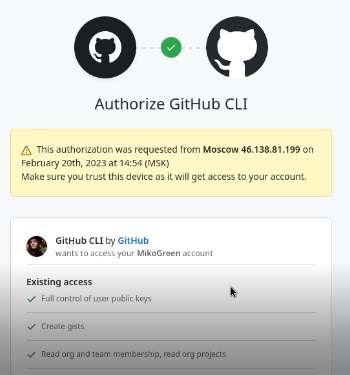 Authorize GitHub CLI
This authorization was requested from Moscow 46.138.81.199 on
February 20th, 2023 at 14:54 (MSK)
Make sure you trust this device as it will get access to your account.
GitHub CLI by GitHub
wants to access your MikoGreen account
Existing access
Full control of user public keys
Create gists
Read org and team membership, read org projects